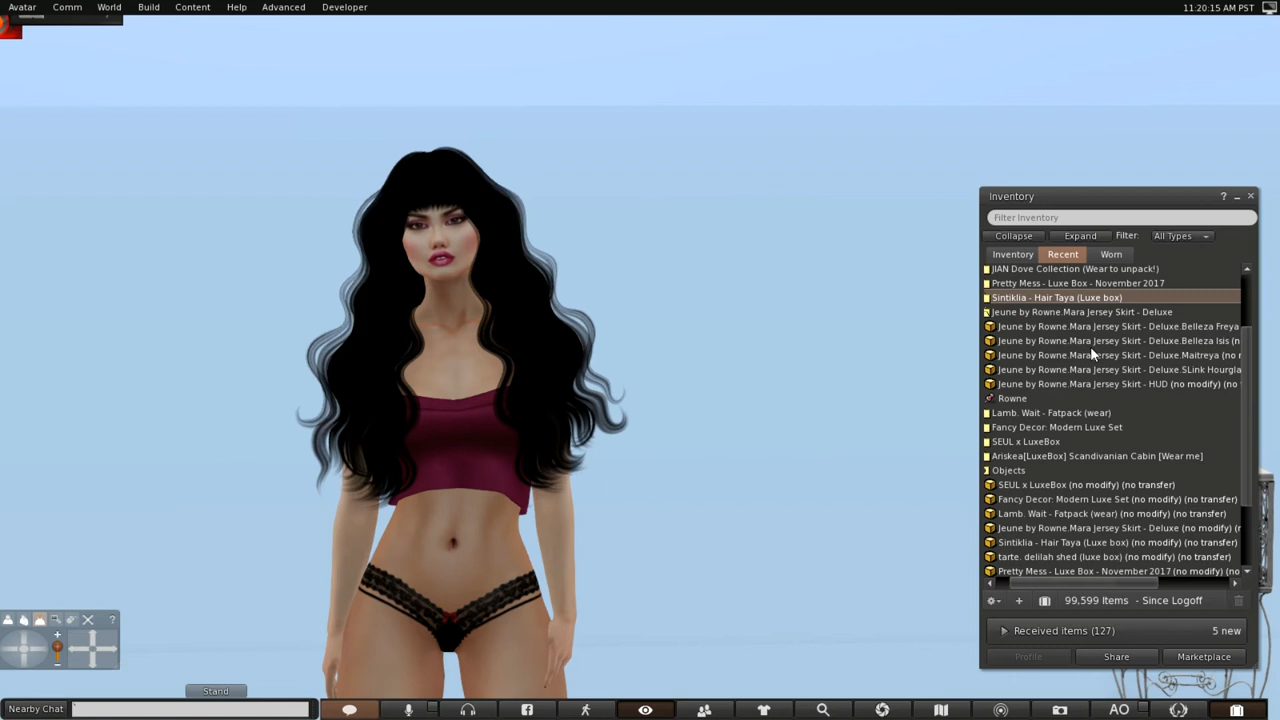 Avatar Comm World Build Content Help Advanced Developer 11:20:15 AM PST
Inventory ?
Filter Inventory
Collapse Expand Filter: All Types
Inventory Recent Worn
JIAN Dove Collection (Wear to unpack!)
Pretty Mess - Luxe Box - November 2017
Sintiklia - Hair Taya (Luxe box)
Jeune by Rowne.Mara Jersey Skirt - Deluxe
Jeune by Rowne.Mara Jersey Skirt - Deluxe.Belleza Freya
Jeune by Rowne.Mara Jersey Skirt - Deluxe.Belleza Isis (n
Jeune by Rowne.Mara Jersey Skirt - Deluxe.Maitreya (no r
Jeune by Rowne.Mara Jersey Skirt - Deluxe.SLink Hourgla
Jeune by Rowne.Mara Jersey Skirt - HUD (no modify) (no
Rowne
Lamb. Wait - Fatpack (wear)
Fancy Decor: Modern Luxe Set
SEUL x LuxeBox
Ariskea[LuxeBox] Scandivanian Cabin [Wear me]
Objects
SEUL x LuxeBox (no modify) (no transfer)
Fancy Decor: Modern Luxe Set (no modify) (no transfer)
Lamb. Wait - Fatpack (wear) (no modify) (no transfer)
Jeune by Rowne.Mara Jersey Skirt - Deluxe (no modify) (r
Sintiklia - Hair Taya (Luxe box) (no modify) (no transfer)
tarte. delilah shed (luxe box) (no modify) (no transfer)
Pretty Mess - Luxe Box - November 2017 (no modify) (no
99,599 Items - Since Logoff
Received items (127) 5 new
Profile Share Marketplace
?
Stand
Nearby Chat
AO